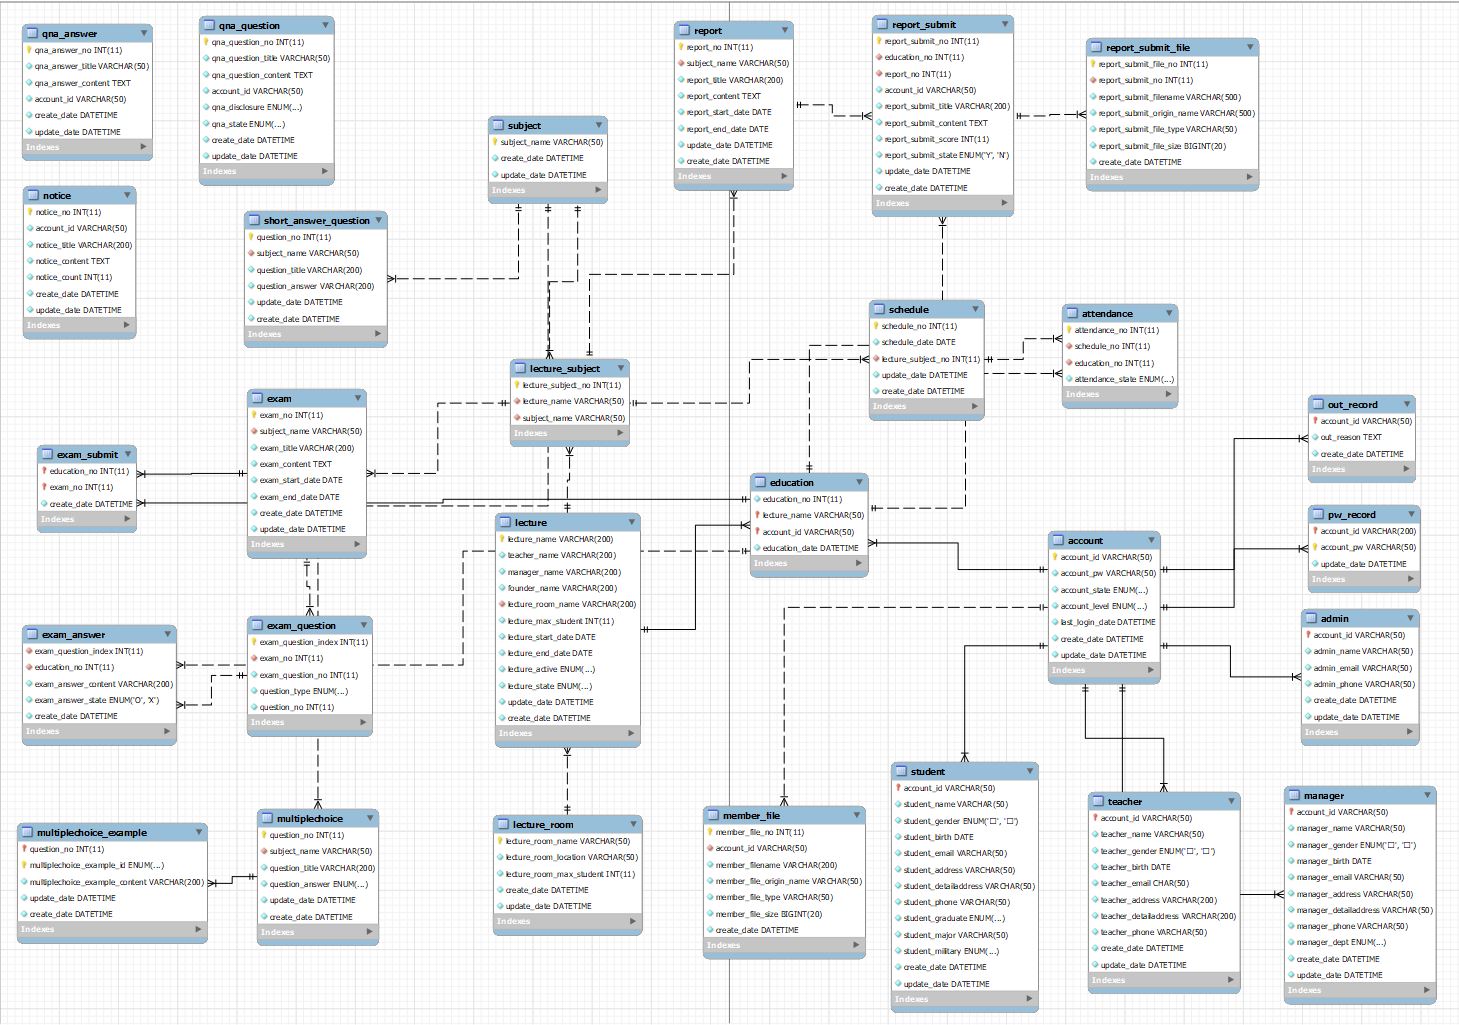 qna_answer
qna_answer_no INT(11)
qna_answer_title VARCHAR(50)
qna_answer_content TEXT
account_id VARCHAR(50)
create_date DATETIME
update_date DATETIME
Indexes
qna_question
qna_question_no INT(11)
qna_question_title VARCHAR(50)
qna_question_content TEXT
account_id VARCHAR(50)
qna_disclosure ENUM(...)
qna_state ENUM(...)
create_date DATETIME
update_date DATETIME
Indexes
subject
subject_name VARCHAR(50)
create_date DATETIME
update_date DATETIME
Indexes
report
report_no INT(11)
subject_name VARCHAR(50)
report_title VARCHAR(200)
report_content TEXT
report_start_date DATE
report_end_date DATE
update_date DATETIME
create_date DATETIME
Indexes
report_submit
report_submit_no INT(11)
education_no INT(11)
report_no INT(11)
account_id VARCHAR(50)
report_submit_title VARCHAR(200)
report_submit_content TEXT
report_submit_score INT(11)
report_submit_state ENUM('Y', 'N')
update_date DATETIME
create_date DATETIME
Indexes
report_submit_file
report_submit_file_no INT(11)
report_submit_no INT(11)
report_submit_filename VARCHAR(500)
report_submit_origin_name VARCHAR(500)
report_submit_file_type VARCHAR(50)
report_submit_file_size BIGINT(20)
create_date DATETIME
Indexes
notice
notice_no INT(11)
account_id VARCHAR(50)
notice_title VARCHAR(200)
notice_content TEXT
notice_count INT(11)
create_date DATETIME
update_date DATETIME
Indexes
short_answer_question
question_no INT(11)
subject_name VARCHAR(50)
question_title VARCHAR(200)
question_answer VARCHAR(200)
update_date DATETIME
create_date DATETIME
Indexes
lecture_subject
lecture_subject_no INT(11)
lecture_name VARCHAR(50)
subject_name VARCHAR(50)
Indexes
schedule
schedule_no INT(11)
schedule_date DATE
lecture_subject_no INT(11)
update_date DATETIME
create_date DATETIME
Indexes
attendance
attendance_no INT(11)
schedule_no INT(11)
education_no INT(11)
attendance_state ENUM(...)
Indexes
exam
exam_no INT(11)
subject_name VARCHAR(50)
exam_title VARCHAR(200)
exam_content TEXT
exam_start_date DATE
exam_end_date DATE
create_date DATETIME
update_date DATETIME
Indexes
exam_submit
education_no INT(11)
exam_no INT(11)
create_date DATETIME
Indexes
out_record
account_id VARCHAR(50)
out_reason TEXT
create_date DATETIME
Indexes
education
education_no INT(11)
lecture_name VARCHAR(50)
account_id VARCHAR(50)
education_date DATETIME
Indexes
lecture
lecture_name VARCHAR(200)
teacher_name VARCHAR(200)
manager_name VARCHAR(200)
founder_name VARCHAR(200)
lecture_room_name VARCHAR(200)
lecture_max_student INT(11)
lecture_start_date DATE
lecture_end_date DATE
lecture_active ENUM(...)
lecture_state ENUM(...)
update_date DATETIME
create_date DATETIME
Indexes
account
account_id VARCHAR(50)
account_pw VARCHAR(50)
account_state ENUM(...)
account_level ENUM(...)
last_login_date DATETIME
create_date DATETIME
update_date DATETIME
Indexes
pw_record
account_id VARCHAR(200)
account_pw VARCHAR(50)
update_date DATETIME
Indexes
admin
account_id VARCHAR(50)
admin_name VARCHAR(50)
admin_email VARCHAR(50)
admin_phone VARCHAR(50)
create_date DATETIME
update_date DATETIME
Indexes
exam_answer
exam_question_index INT(11)
education_no INT(11)
exam_answer_content VARCHAR(200)
exam_answer_state ENUM('O', 'X')
create_date DATETIME
Indexes
exam_question
exam_question_index INT(11)
exam_no INT(11)
exam_question_no INT(11)
question_type ENUM(...)
question_no INT(11)
Indexes
multiplechoice_example
question_no INT(11)
multiplechoice_example_id ENUM(...)
multiplechoice_example_content VARCHAR(200)
update_date DATETIME
create_date DATETIME
Indexes
multiplechoice
question_no INT(11)
subject_name VARCHAR(50)
question_title VARCHAR(200)
question_answer ENUM(...)
update_date DATETIME
create_date DATETIME
Indexes
lecture_room
lecture_room_name VARCHAR(50)
lecture_room_location VARCHAR(50)
lecture_room_max_student INT(11)
create_date DATETIME
update_date DATETIME
Indexes
member_file
member_file_no INT(11)
account_id VARCHAR(50)
member_filename VARCHAR(200)
member_file_origin_name VARCHAR(50)
member_file_type VARCHAR(50)
member_file_size BIGINT(20)
create_date DATETIME
Indexes
student
account_id VARCHAR(50)
student_name VARCHAR(50)
student_gender ENUM('□', '□')
student_birth DATE
student_email VARCHAR(50)
student_address VARCHAR(50)
student_detailaddress VARCHAR(50)
student_phone VARCHAR(50)
student_graduate ENUM(...)
student_major VARCHAR(50)
student_military ENUM(...)
create_date DATETIME
update_date DATETIME
Indexes
teacher
account_id VARCHAR(50)
teacher_name VARCHAR(50)
teacher_gender ENUM('□', '□')
teacher_birth DATE
teacher_email CHAR(50)
teacher_address VARCHAR(200)
teacher_detailaddress VARCHAR(200)
teacher_phone VARCHAR(50)
create_date DATETIME
update_date DATETIME
Indexes
manager
account_id VARCHAR(50)
manager_name VARCHAR(50)
manager_gender ENUM('□', '□')
manager_birth DATE
manager_email VARCHAR(50)
manager_address VARCHAR(50)
manager_detailaddress VARCHAR(50)
manager_phone VARCHAR(50)
manager_dept ENUM(...)
create_date DATETIME
update_date DATETIME
Indexes